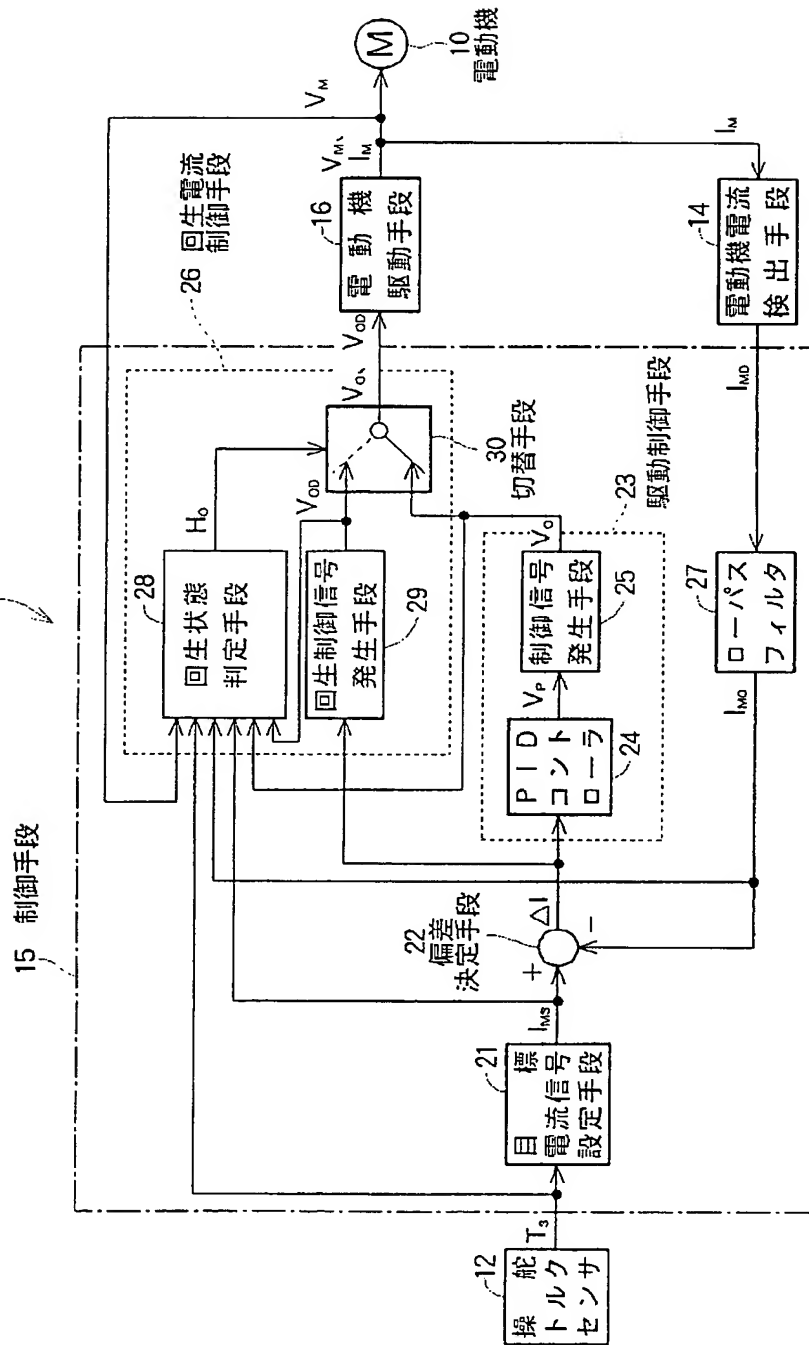 15 制御手段
12
操舵
トルク
センサ
T₃
21
目標
電流信号
設定手段
I_MS
22
偏差
決定手段
+
−
ΔI
23
駆動制御手段
24
PID
コント
ローラ
V_P
25
制御信号
発生手段
V_O
26 回生電流
制御手段
28
回生状態
判定手段
H_O
29
回生制御信号
発生手段
V_OD
30
切替手段
V_O、V_OD
16
電動機
駆動手段
V_M、
I_M
V_M
M
10
電動機
I_M
14
電動機電流
検出手段
I_MD
27
ローパス
フィルタ
I_MO